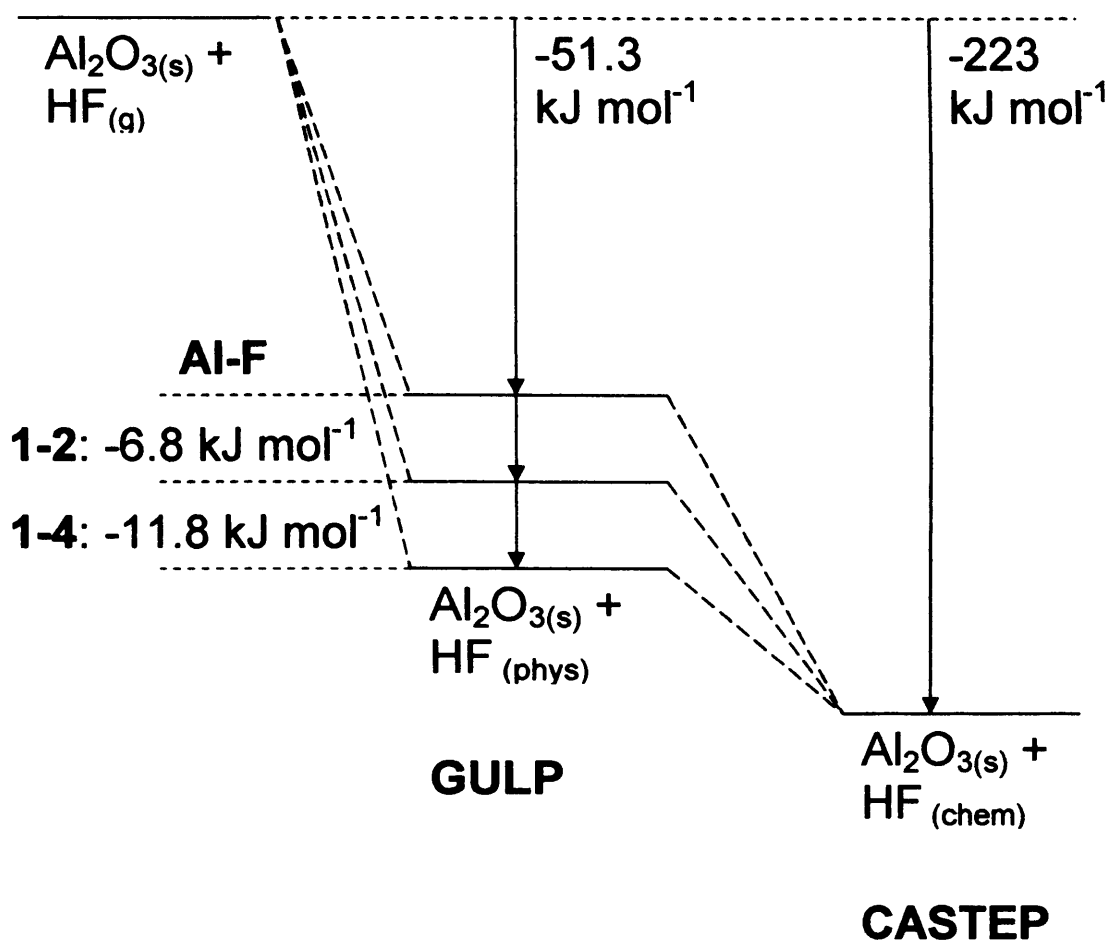 Al₂O₃(s) +
HF(g)
-51.3
kJ mol⁻¹
-223
kJ mol⁻¹
Al-F
1-2: -6.8 kJ mol⁻¹
1-4: -11.8 kJ mol⁻¹
Al₂O₃(s) +
HF (phys)
GULP
Al₂O₃(s) +
HF (chem)
CASTEP